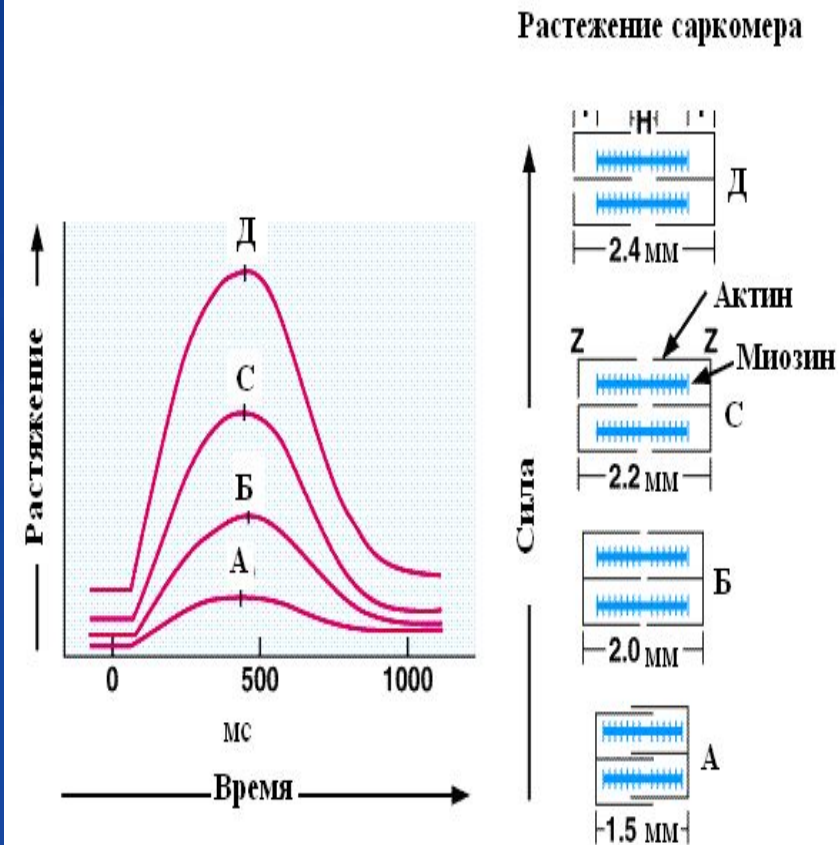 Растежение саркомера
Н
Д
2.4 мм
Актин
Z
Z
Миозин
С
2.2 мм
Б
2.0 мм
А
1.5 мм
Сила
Растяжение
Д
С
Б
А
0
500
1000
мс
Время